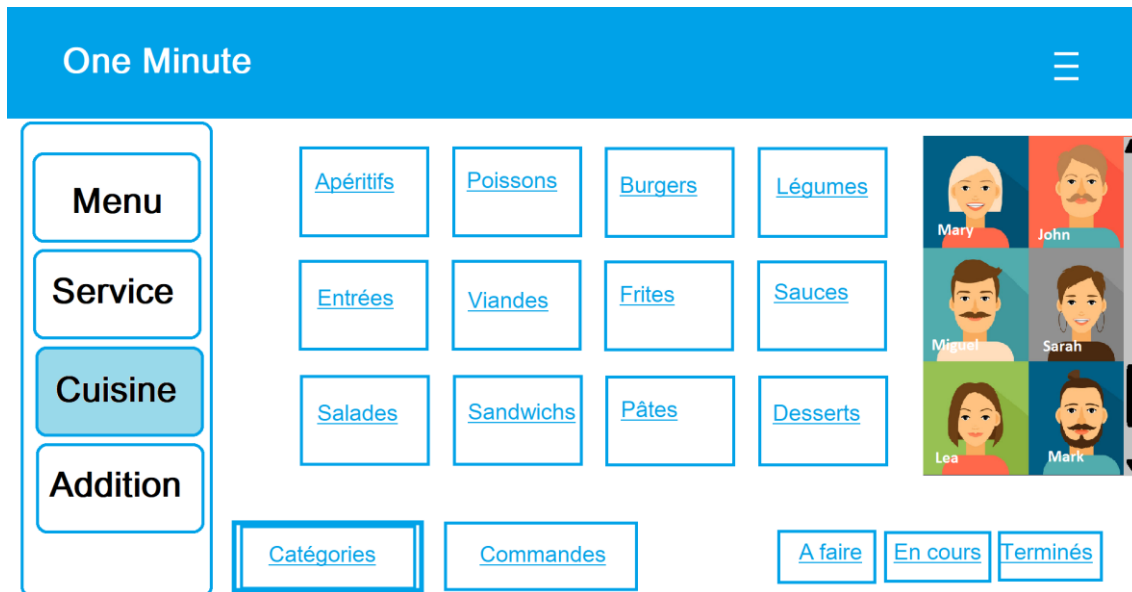 One Minute
Menu
Service
Cuisine
Addition
Apéritifs
Poissons
Burgers
Légumes
Entrées
Viandes
Frites
Sauces
Salades
Sandwichs
Pâtes
Desserts
Mary
John
Miguel
Sarah
Lea
Mark
Catégories
Commandes
A faire
En cours
Terminés